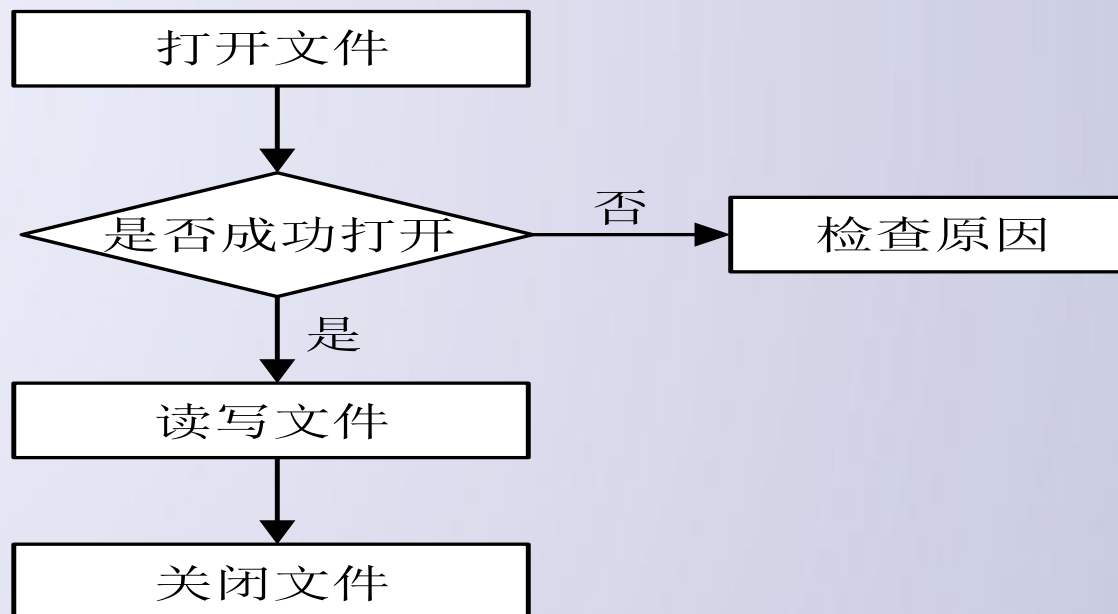 打开文件
是否成功打开
否
检查原因
是
读写文件
关闭文件